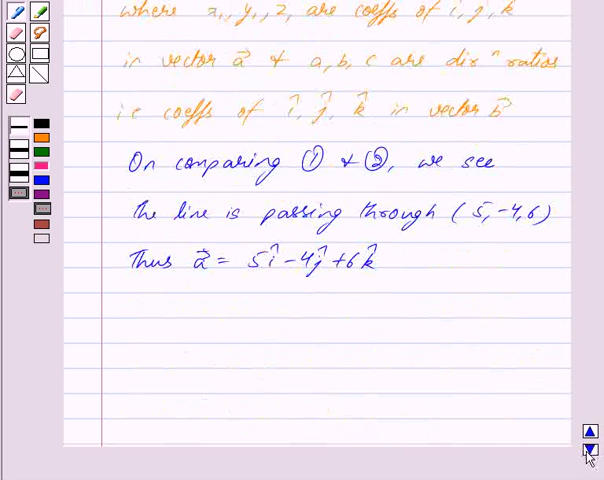 where x₁, y₁, z₁ are coeffs of i, j, k
in vector a⃗ & a, b, c are dirⁿ ratios
i.e coeffs of î, ĵ, k̂ in vector b⃗
On comparing ① & ②, we see
the line is passing through (5, -4, 6)
Thus a⃗ = 5î - 4ĵ + 6k̂